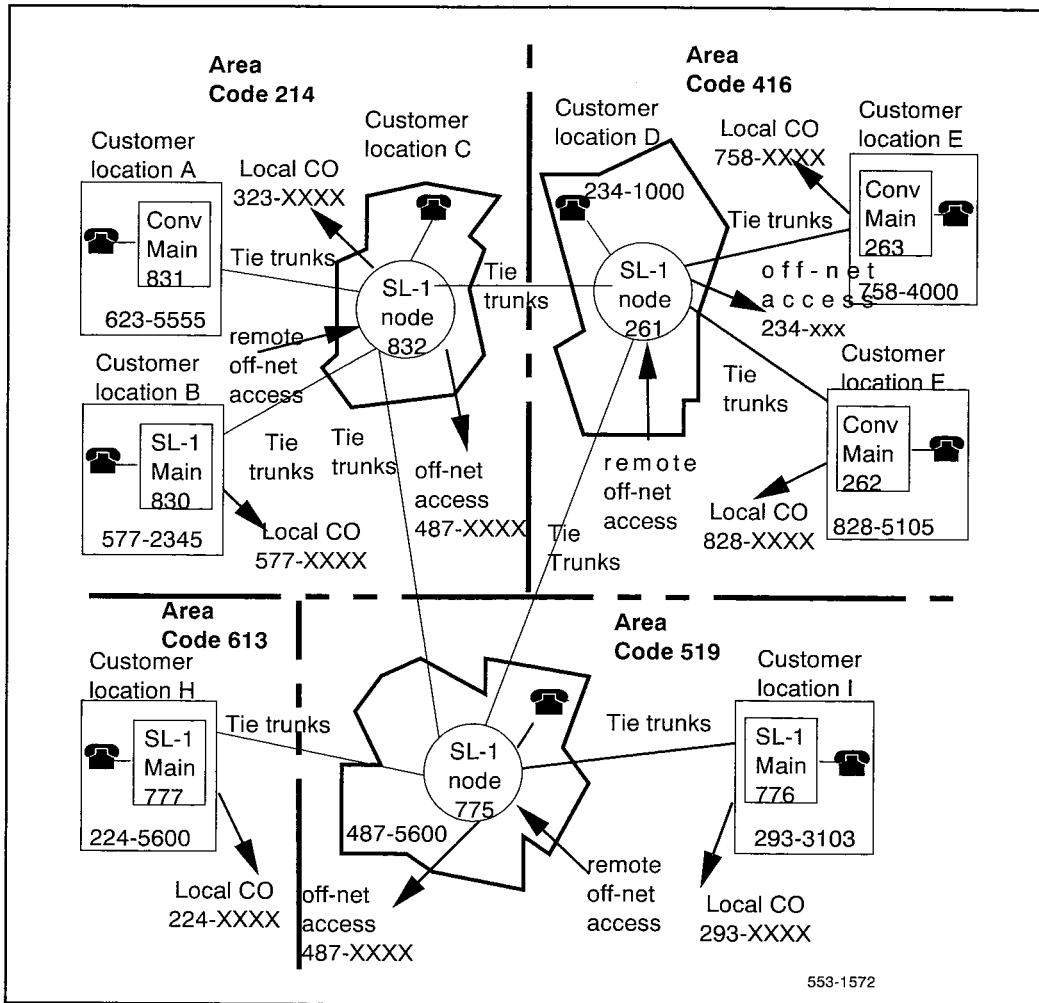 Area
Code 214
Area
Code 416
Customer
location A
Conv
Main
831
623-5555
Local CO
323-XXXX
Customer
location C
Tie trunks
SL-1
node
832
Tie
trunks
remote
off-net
access
Customer
location B
SL-1
Main
830
577-2345
Tie
trunks
Tie
trunks
Local CO
577-XXXX
off-net
access
487-XXXX
Customer
location D
234-1000
SL-1
node
261
Local CO
758-XXXX
Customer
location E
Conv
Main
263
758-4000
Tie trunks
off-net
access
234-xxx
Tie
trunks
Customer
location E
Conv
Main
262
828-5105
remote
off-net
access
Local CO
828-XXXX
Tie
Trunks
Area
Code 613
Area
Code 519
Customer
location H
SL-1
Main
777
224-5600
Tie trunks
Local CO
224-XXXX
SL-1
node
775
487-5600
off-net
access
487-XXXX
remote
off-net
access
Tie trunks
Customer
location I
SL-1
Main
776
293-3103
Local CO
293-XXXX
553-1572